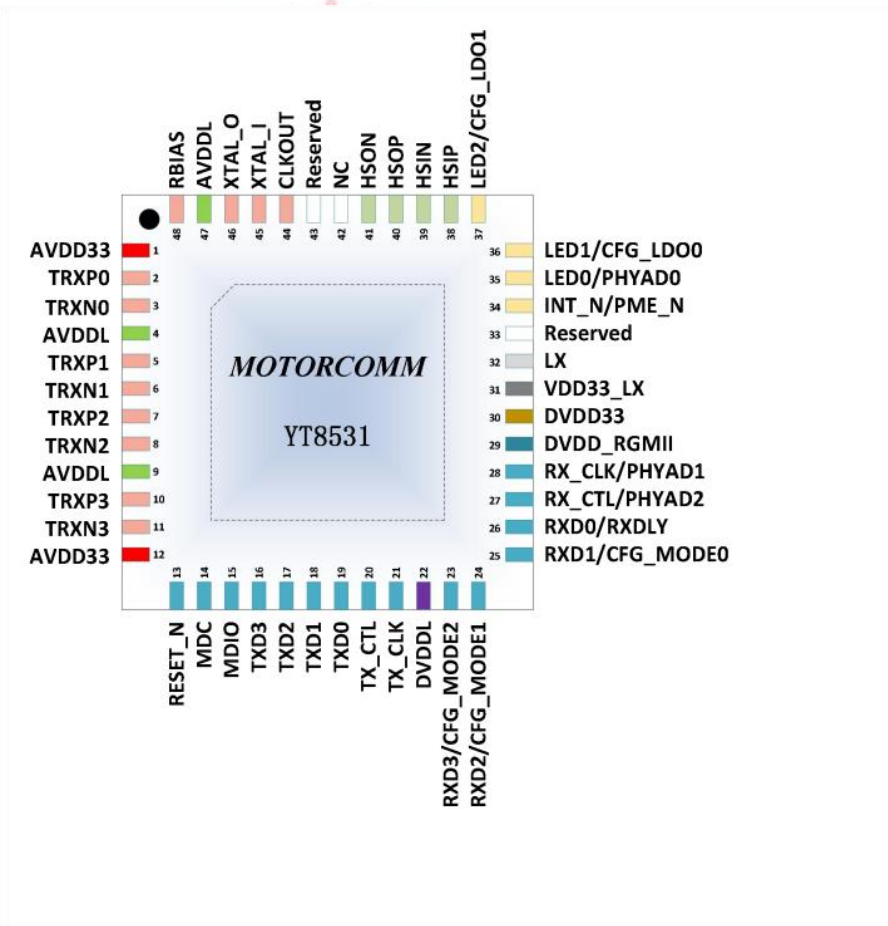 RBIAS
AVDDL
XTAL_O
XTAL_I
CLKOUT
Reserved
NC
HSON
HSOP
HSIN
HSIP
LED2/CFG_LDO1
48
47
46
45
44
43
42
41
40
39
38
37
AVDD33 1
TRXP0 2
TRXN0 3
AVDDL 4
TRXP1 5
TRXN1 6
TRXP2 7
TRXN2 8
AVDDL 9
TRXP3 10
TRXN3 11
AVDD33 12
MOTORCOMM
YT8531
36 LED1/CFG_LDO0
35 LED0/PHYAD0
34 INT_N/PME_N
33 Reserved
32 LX
31 VDD33_LX
30 DVDD33
29 DVDD_RGMII
28 RX_CLK/PHYAD1
27 RX_CTL/PHYAD2
26 RXD0/RXDLY
25 RXD1/CFG_MODE0
13
14
15
16
17
18
19
20
21
22
23
24
RESET_N
MDC
MDIO
TXD3
TXD2
TXD1
TXD0
TX_CTL
TX_CLK
DVDDL
RXD3/CFG_MODE2
RXD2/CFG_MODE1